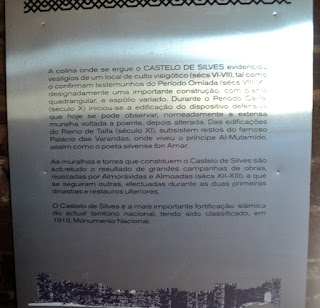 A colina onde se ergue o CASTELO DE SILVES evidenciou
vestígios de um local de culto visigótico (sécs VI-VII), tal como
o confirmam testemunhos do Período Omíada (sécs VIII-X)
designadamente uma importante construção, com planta
quadrangular, e espólio variado. Durante o Período
(século X) iniciou-se a edificação do dispositivo defensivo
que hoje se pode observar, nomeadamente a extensa
muralha voltada a poente, depois alterada. Das edificações
do Reino de Taifa (século XI), subsistem restos do famoso
Palácio das Varandas, onde viveu o príncipe Al-Mutamide,
assim como o poeta silvense Ibn Amar.
As muralhas e torres que constituem o Castelo de Silves são
sobretudo o resultado de grandes campanhas de obras,
realizadas por Almorávidas e Almoadas (sécs XII-XIII), a que
se seguiram outras, efectuadas durante as duas primeiras
dinastias e restauros ulteriores.
O Castelo de Silves é a mais importante fortificação islâmica
do actual território nacional, tendo sido classificado, em
1910, Monumento Nacional.